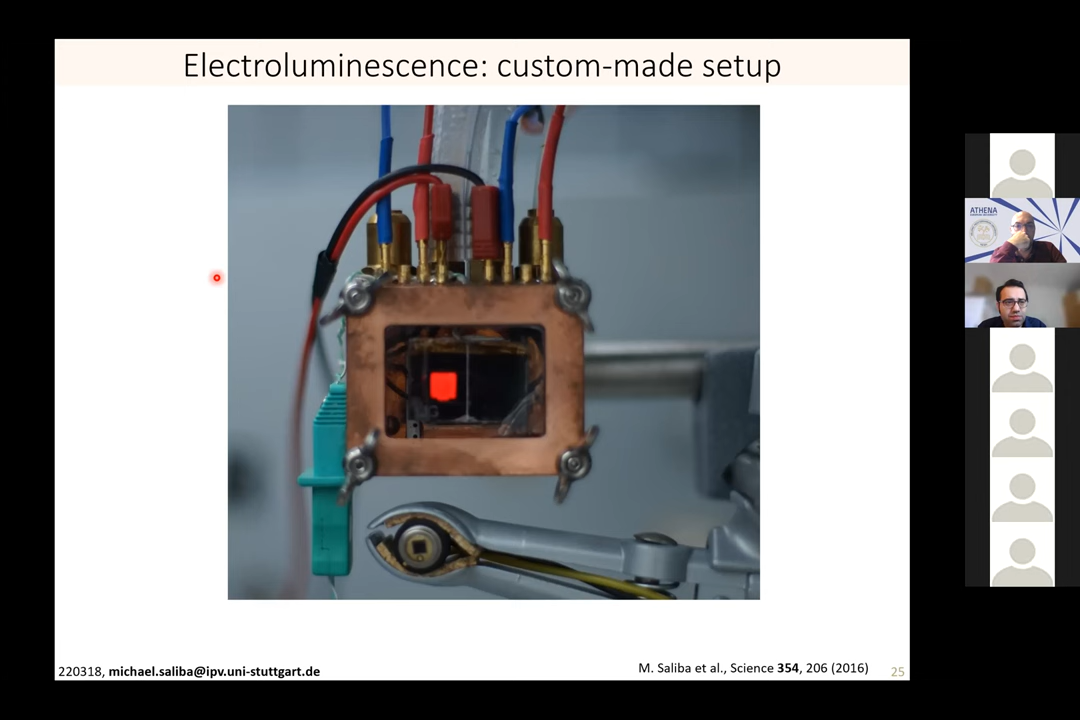 Electroluminescence: custom-made setup
ATHENA
220318, michael.saliba@ipv.uni-stuttgart.de
M. Saliba et al., Science 354, 206 (2016)
25